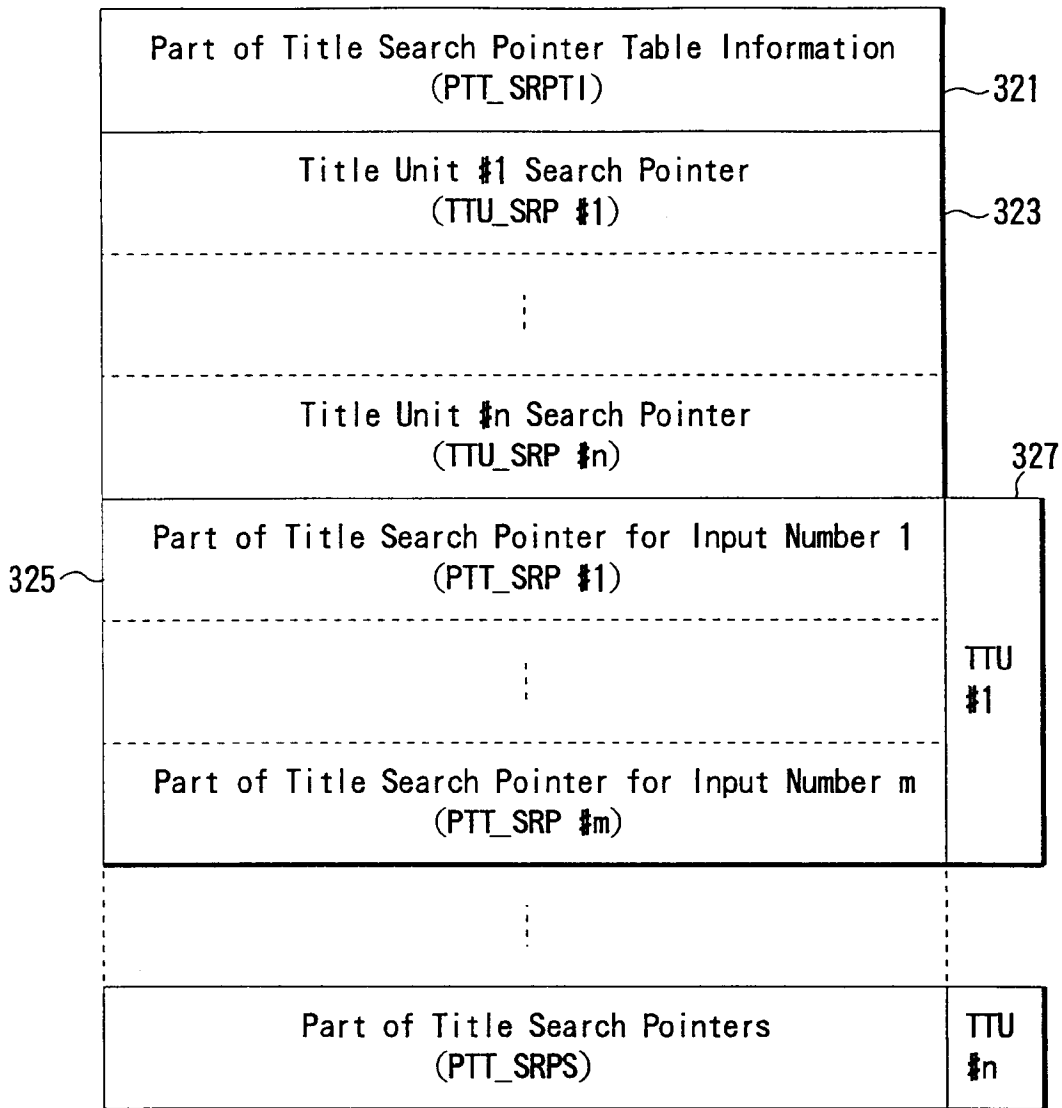 Part of Title Search Pointer Table Information
(PTT_SRPTI)
321
Title Unit #1 Search Pointer
(TTU_SRP #1)
323
Title Unit #n Search Pointer
(TTU_SRP #n)
327
Part of Title Search Pointer for Input Number 1
(PTT_SRP #1)
325
TTU
#1
Part of Title Search Pointer for Input Number m
(PTT_SRP #m)
Part of Title Search Pointers
(PTT_SRPS)
TTU
#n